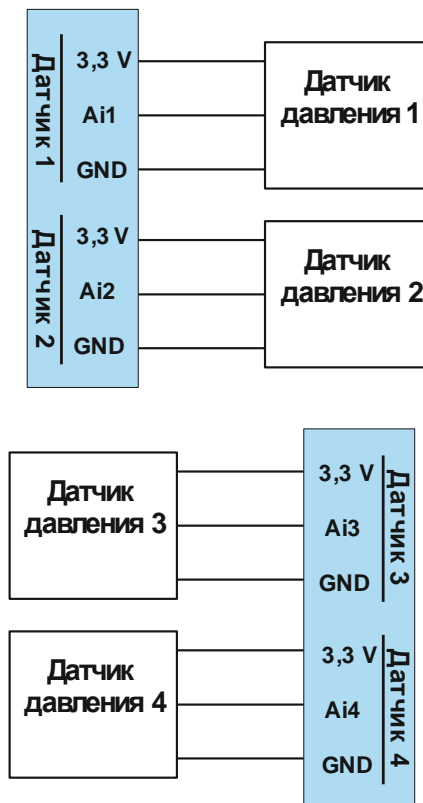 Датчик 1
3,3 V
Ai1
GND
Датчик
давления 1
Датчик 2
3,3 V
Ai2
GND
Датчик
давления 2
Датчик
давления 3
3,3 V
Ai3
GND
Датчик 3
Датчик
давления 4
3,3 V
Ai4
GND
Датчик 4